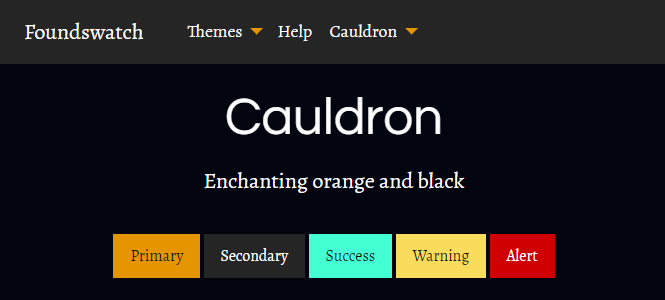 Foundswatch Themes Help Cauldron
Cauldron
Enchanting orange and black
Primary Secondary Success Warning Alert